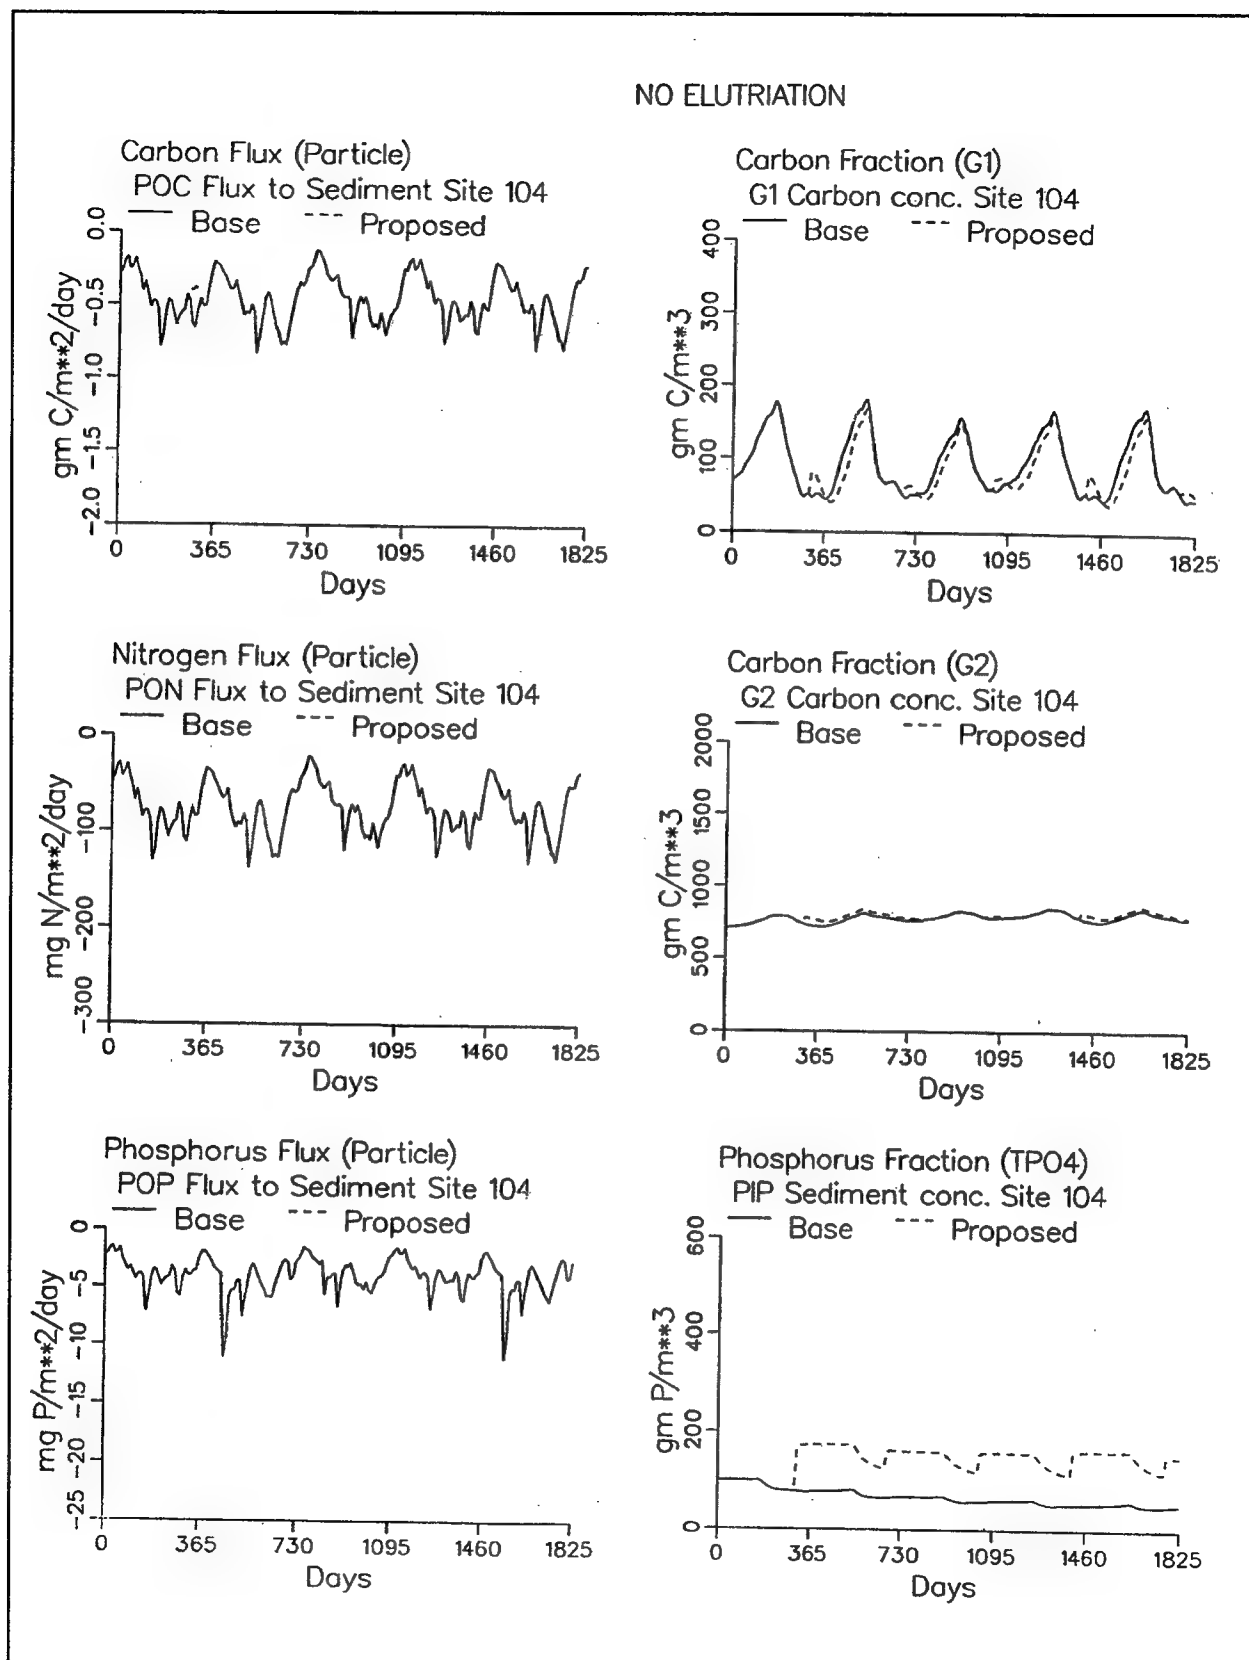 NO ELUTRIATION
Carbon Flux (Particle)
POC Flux to Sediment Site 104
Base Proposed
0.0
-0.5
-1.0
-1.5
-2.0
gm C/m**2/day
0 365 730 1095 1460 1825
Days
Carbon Fraction (G1)
G1 Carbon conc. Site 104
Base Proposed
400
300
200
100
0
gm C/m**3
0 365 730 1095 1460 1825
Days
Nitrogen Flux (Particle)
PON Flux to Sediment Site 104
Base Proposed
0
-100
-200
-300
mg N/m**2/day
0 365 730 1095 1460 1825
Days
Carbon Fraction (G2)
G2 Carbon conc. Site 104
Base Proposed
2000
1500
1000
500
0
gm C/m**3
0 365 730 1095 1460 1825
Days
Phosphorus Flux (Particle)
POP Flux to Sediment Site 104
Base Proposed
0
-5
-10
-15
-20
-25
mg P/m**2/day
0 365 730 1095 1460 1825
Days
Phosphorus Fraction (TPO4)
PIP Sediment conc. Site 104
Base Proposed
600
400
200
0
gm P/m**3
0 365 730 1095 1460 1825
Days